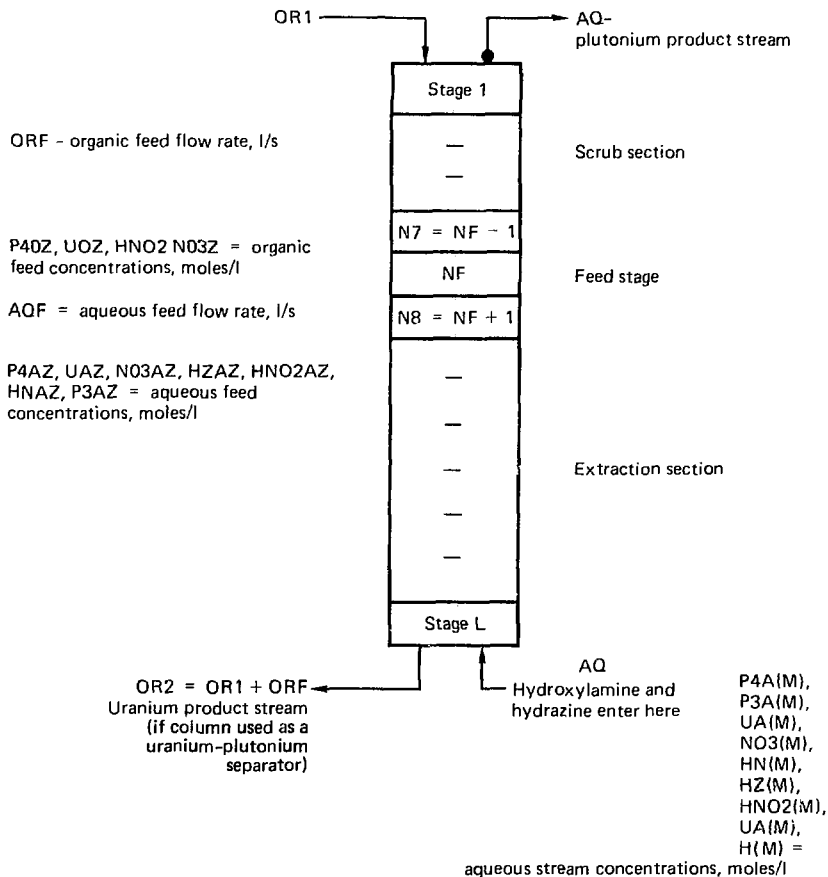 OR1
AQ-
plutonium product stream
Stage 1
ORF - organic feed flow rate, l/s
Scrub section
N7 = NF - 1
P40Z, UOZ, HNO2 N03Z = organic
feed concentrations, moles/l
NF
Feed stage
AQF = aqueous feed flow rate, l/s
N8 = NF + 1
P4AZ, UAZ, N03AZ, HZAZ, HNO2AZ,
HNAZ, P3AZ = aqueous feed
concentrations, moles/l
Extraction section
Stage L
OR2 = OR1 + ORF
Uranium product stream
(if column used as a
uranium-plutonium
separator)
AQ
Hydroxylamine and
hydrazine enter here
P4A(M),
P3A(M),
UA(M),
NO3(M),
HN(M),
HZ(M),
HNO2(M),
UA(M),
H(M) =
aqueous stream concentrations, moles/l